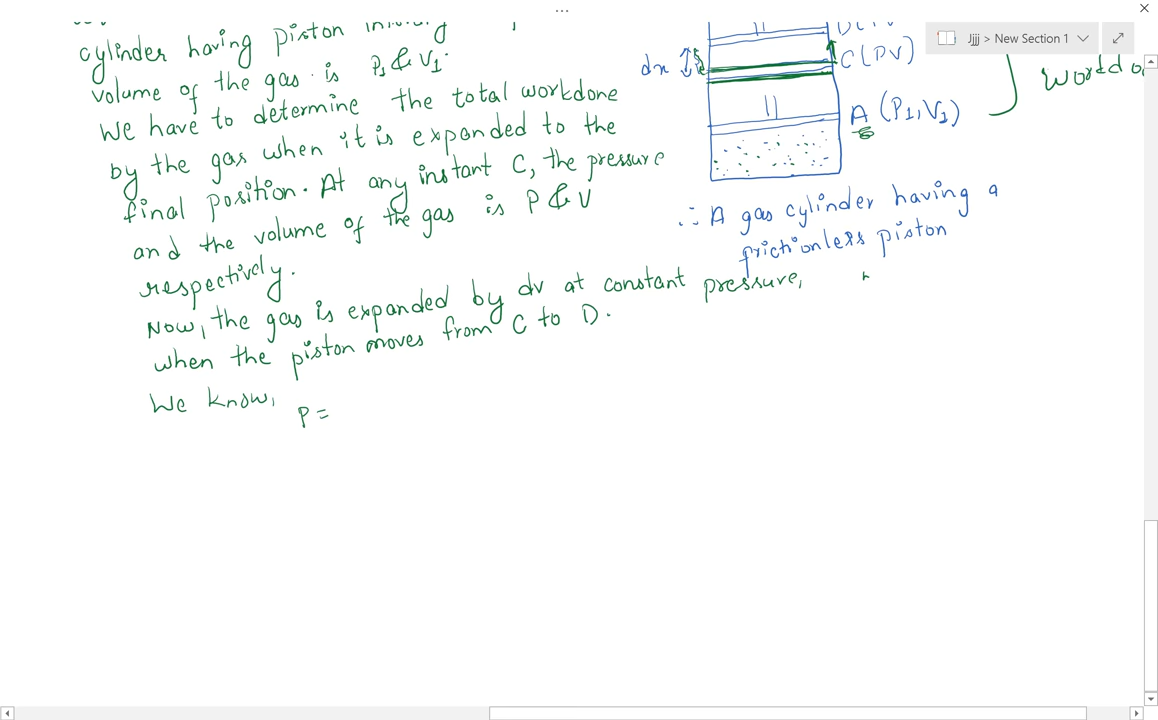 cylinder having piston
volume of the gas is P1 & V1.
We have to determine the total workdone
by the gas when it is expanded to the
final position. At any instant C, the pressure
and the volume of the gas is P & V
respectively.
Now, the gas is expanded by dv at constant pressure,
when the piston moves from C to D.
We know,
P =
dx
C(PV)
A (P1,V1)
∴ A gas cylinder having a
frictionless piston
Jjjj > New Section 1